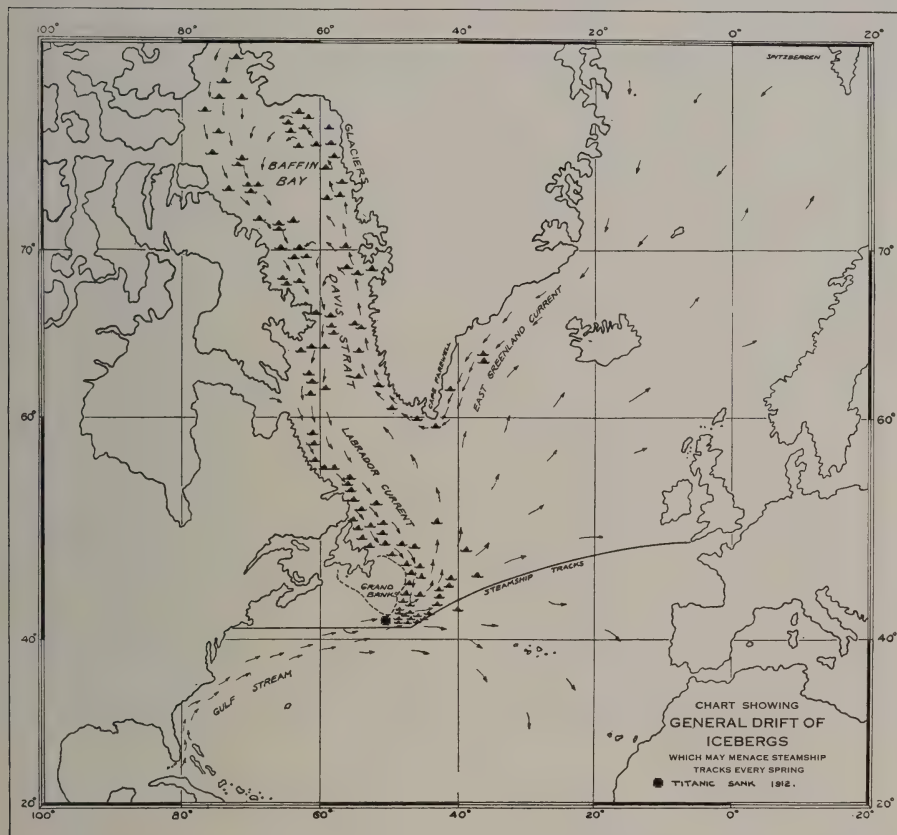 100° 80° 60° 40° 20° 0° 20°
SPITZBERGEN
GLACIERS
BAFFIN
BAY
70° 70°
DAVIS STRAIT
CAPE FAREWELL
EAST GREENLAND CURRENT
60° 60°
LABRADOR CURRENT
GRAND
BANKS
STEAMSHIP TRACKS
40° 40°
GULF STREAM
CHART SHOWING
GENERAL DRIFT OF
ICEBERGS
WHICH MAY MENACE STEAMSHIP
TRACKS EVERY SPRING
TITANIC SANK 1912.
20° 20°
100° 80° 60° 40° 20° 0° 20°